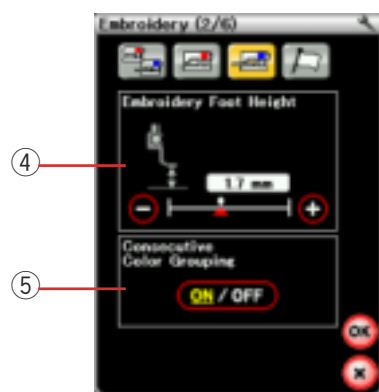 Embroidery (2/6)
Embroidery Foot Height
④
1.7 mm
Consecutive
Color Grouping
⑤
ON / OFF
OK